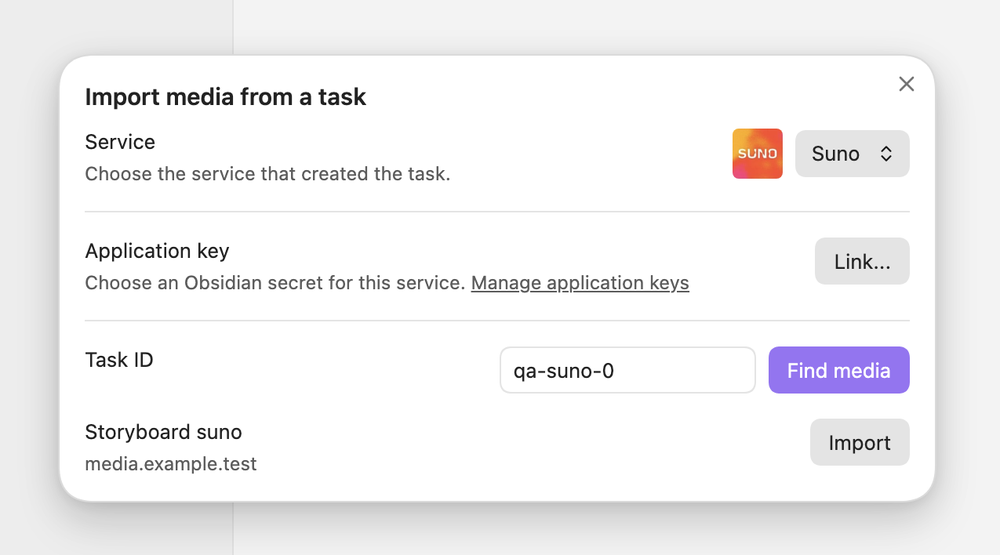 Import media from a task
Service
Choose the service that created the task.
SUNO
Suno
Application key
Choose an Obsidian secret for this service. Manage application keys
Link...
Task ID
qa-suno-0
Find media
Storyboard suno
media.example.test
Import